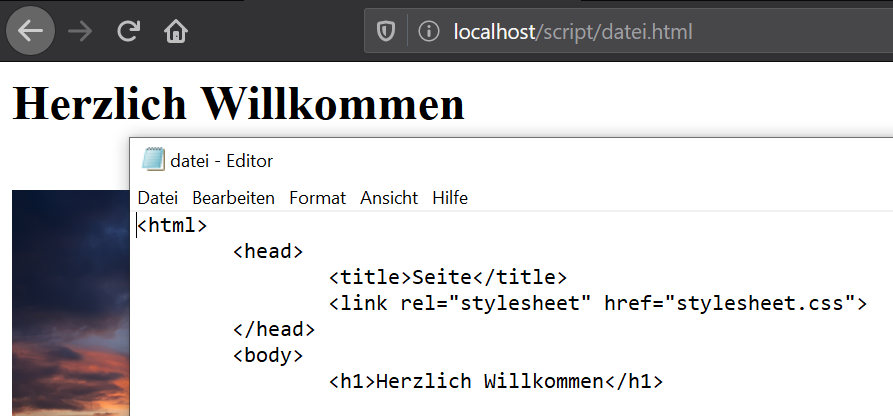 localhost/script/datei.html
Herzlich Willkommen
datei - Editor
Datei Bearbeiten Format Ansicht Hilfe
<html>
<head>
<title>Seite</title>
<link rel="stylesheet" href="stylesheet.css">
</head>
<body>
<h1>Herzlich Willkommen</h1>